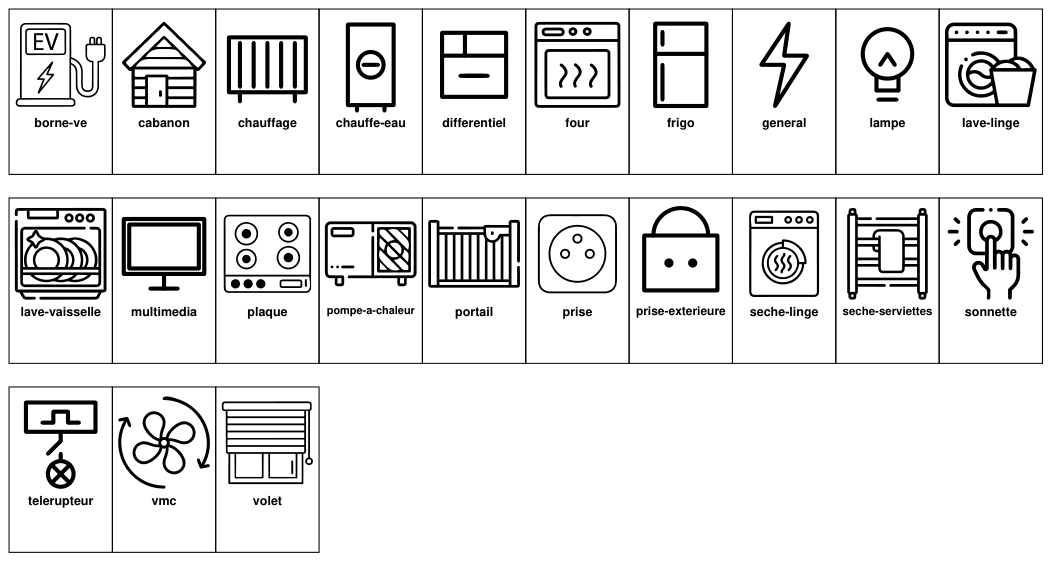 EV
borne-ve
cabanon
chauffage
chauffe-eau
differentiel
four
frigo
general
lampe
lave-linge
lave-vaisselle
multimedia
plaque
pompe-a-chaleur
portail
prise
prise-exterieure
seche-linge
seche-serviettes
sonnette
telerupteur
vmc
volet